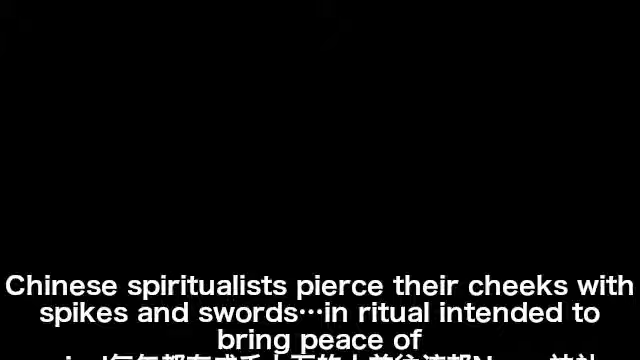 Chinese spiritualists pierce their cheeks with
spikes and swords…in ritual intended to
bring peace of